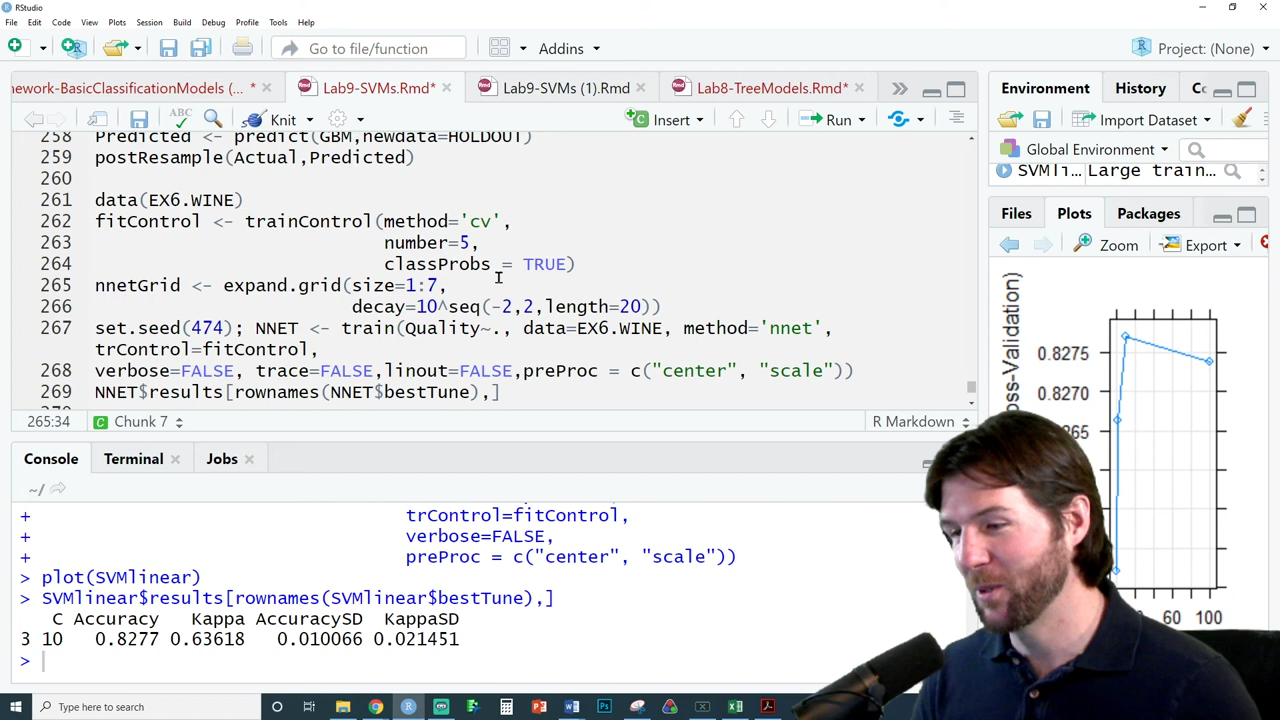 RStudio
File Edit Code View Plots Session Build Debug Profile Tools Help
Go to file/function Addins Project: (None)
nework-BasicClassificationModels (... * Lab9-SVMs.Rmd* Lab9-SVMs (1).Rmd Lab8-TreeModels.Rmd*
ABC Knit Insert Run
258 Predicted <- predict(GBM,newdata=HOLDOUT)
259 postResample(Actual,Predicted)
260
261 data(EX6.WINE)
262 fitControl <- trainControl(method='cv',
263 number=5,
264 classProbs = TRUE)
265 nnetGrid <- expand.grid(size=1:7,
266 decay=10^seq(-2,2,length=20))
267 set.seed(474); NNET <- train(Quality~., data=EX6.WINE, method='nnet',
trControl=fitControl,
268 verbose=FALSE, trace=FALSE,linout=FALSE,preProc = c("center", "scale"))
269 NNET$results[rownames(NNET$bestTune),]
265:34 Chunk 7 R Markdown
Console Terminal Jobs
~/
+ trControl=fitControl,
+ verbose=FALSE,
+ preProc = c("center", "scale"))
> plot(SVMlinear)
> SVMlinear$results[rownames(SVMlinear$bestTune),]
C Accuracy Kappa AccuracySD KappaSD
3 10 0.8277 0.63618 0.010066 0.021451
>
Environment History Cc
Import Dataset
Global Environment
SVMli... Large train...
Files Plots Packages
Zoom Export
oss-Validation)
0.8275
0.8270
265
60 100
Type here to search